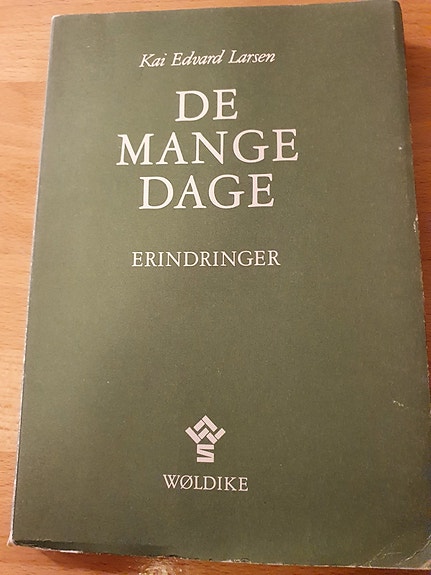 Kai Edvard Larsen
DE
MANGE
DAGE
ERINDRINGER
WØLDIKE